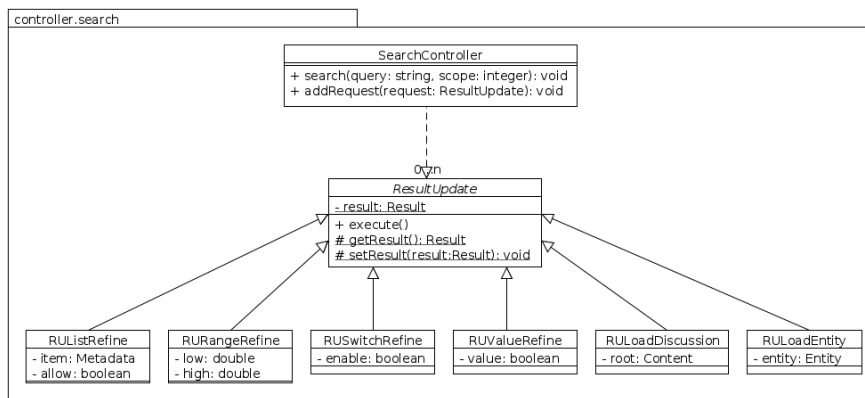 controller.search
SearchController
+ search(query: string, scope: integer): void
+ addRequest(request: ResultUpdate): void
0..n
ResultUpdate
- result: Result
+ execute()
# getResult(): Result
# setResult(result:Result): void
RUListRefine
- item: Metadata
- allow: boolean
RURangeRefine
- low: double
- high: double
RUSwitchRefine
- enable: boolean
RUValueRefine
- value: boolean
RULoadDiscussion
- root: Content
RULoadEntity
- entity: Entity